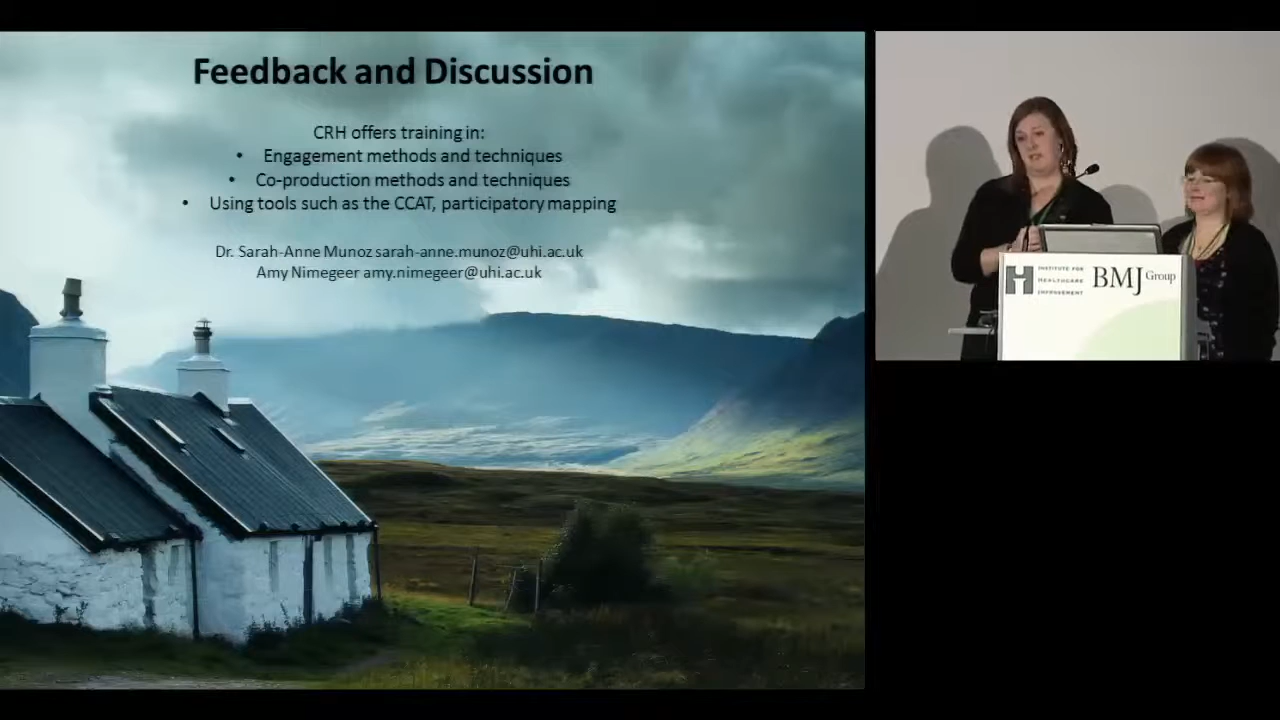 Feedback and Discussion
CRH offers training in:
• Engagement methods and techniques
• Co-production methods and techniques
• Using tools such as the CCAT, participatory mapping
Dr. Sarah-Anne Munoz sarah-anne.munoz@uhi.ac.uk
Amy Nimegeer amy.nimegeer@uhi.ac.uk
INSTITUTE FOR
HEALTHCARE
IMPROVEMENT
BMJ Group